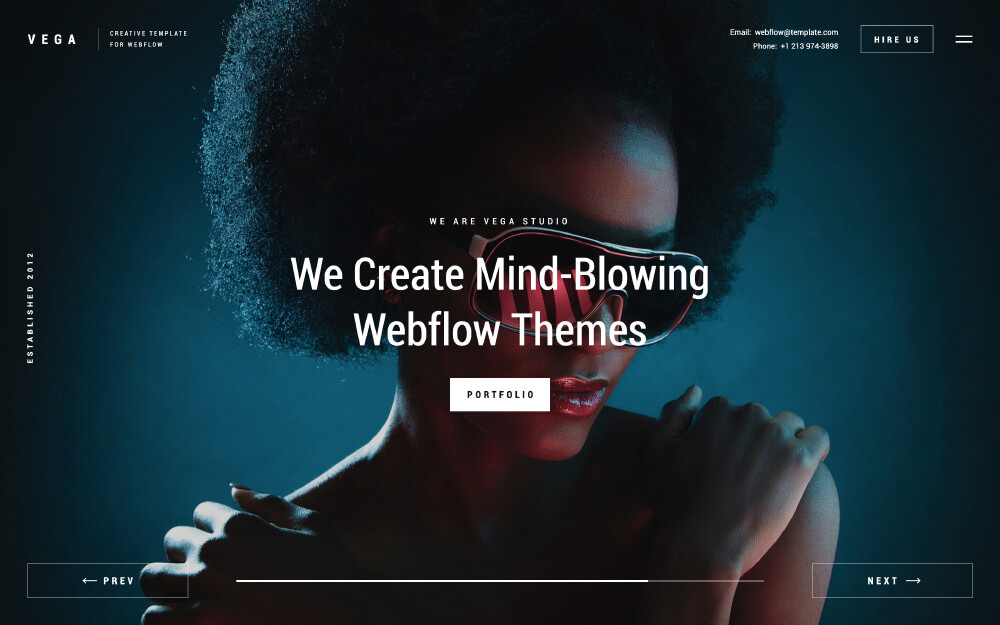 VEGA
CREATIVE TEMPLATE
FOR WEBFLOW
Email: webflow@template.com
Phone: +1 213 974-3898
HIRE US
ESTABLISHED 2012
WE ARE VEGA STUDIO
We Create Mind-Blowing
Webflow Themes
PORTFOLIO
← PREV
NEXT →